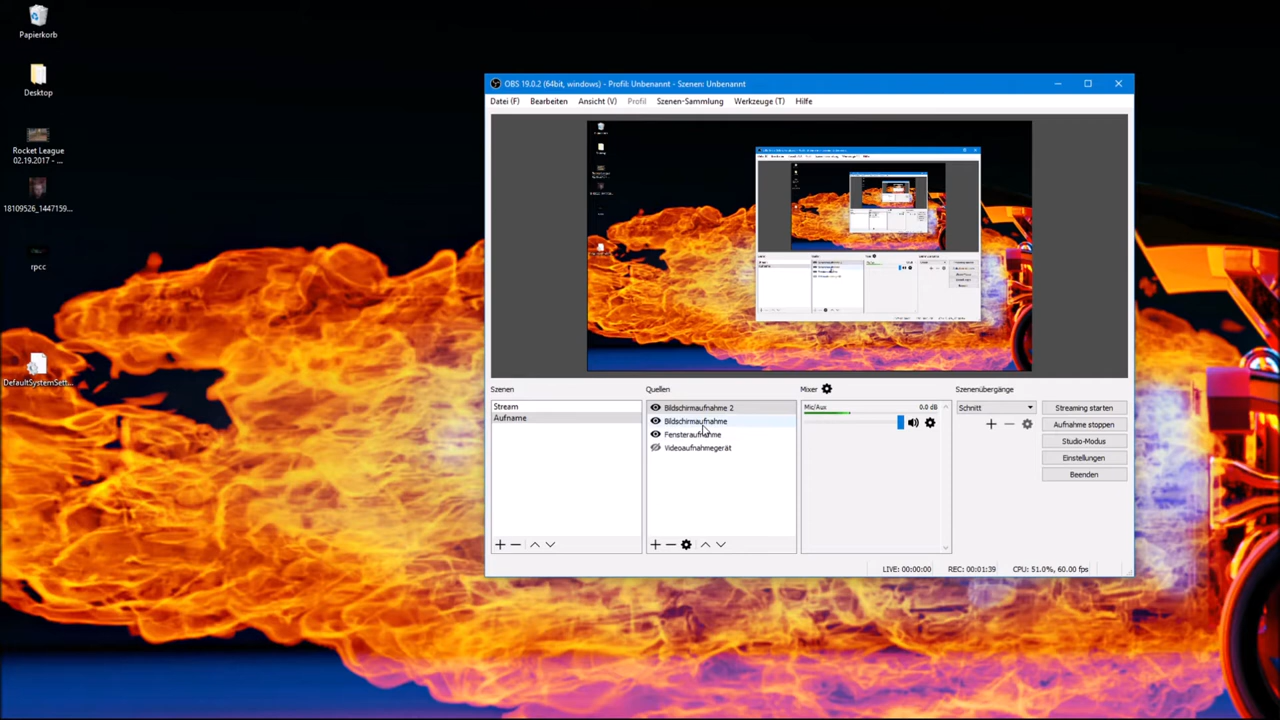 Papierkorb
Desktop
Rocket League
02.19.2017 - ...
18109526_1447159...
rpcc
DefaultSystemSett...
OBS 19.0.2 (64bit, windows) - Profil: Unbenannt - Szenen: Unbenannt
Datei (F) Bearbeiten Ansicht (V) Profil Szenen-Sammlung Werkzeuge (T) Hilfe
Szenen
Stream
Aufname
Quellen
Bildschirmaufnahme 2
Bildschirmaufnahme
Fensteraufnahme
Videoaufnahmegerät
Mixer
Mic/Aux 0.0 dB
Szenenübergänge
Schnitt
Streaming starten
Aufnahme stoppen
Studio-Modus
Einstellungen
Beenden
LIVE: 00:00:00 REC: 00:01:39 CPU: 51.0%, 60.00 fps